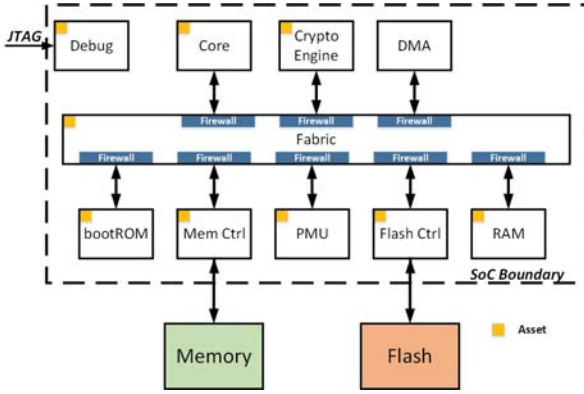 JTAG
Debug
Core
Crypto
Engine
DMA
Firewall
Firewall
Firewall
Fabric
Firewall
Firewall
Firewall
Firewall
Firewall
bootROM
Mem Ctrl
PMU
Flash Ctrl
RAM
SoC Boundary
Memory
Flash
Asset